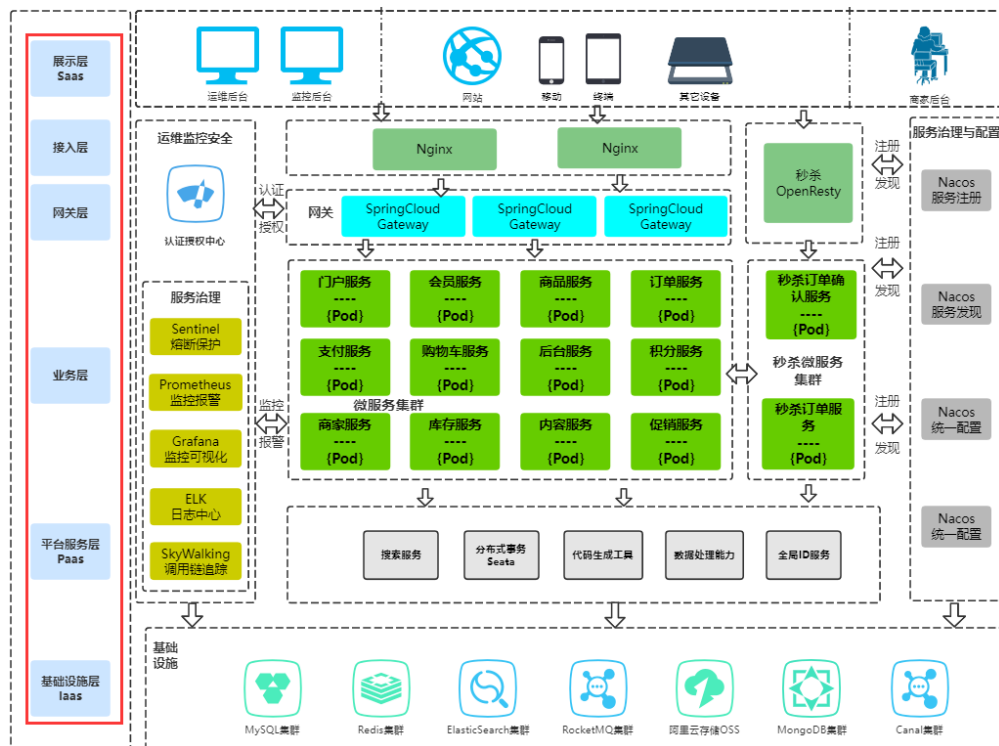 展示层
Saas
接入层
网关层
业务层
平台服务层
Paas
基础设施层
Iaas
运维后台
监控后台
网站
移动
终端
其它设备
商家后台
运维监控安全
认证授权中心
服务治理
Sentinel
熔断保护
Prometheus
监控报警
Grafana
监控可视化
ELK
日志中心
SkyWalking
调用链追踪
认证
授权
监控
报警
Nginx
Nginx
网关
SpringCloud
Gateway
SpringCloud
Gateway
SpringCloud
Gateway
门户服务
----
{Pod}
会员服务
----
{Pod}
商品服务
----
{Pod}
订单服务
----
{Pod}
支付服务
----
{Pod}
购物车服务
----
{Pod}
后台服务
----
{Pod}
积分服务
----
{Pod}
微服务集群
商家服务
----
{Pod}
库存服务
----
{Pod}
内容服务
----
{Pod}
促销服务
----
{Pod}
秒杀
OpenResty
秒杀订单确
认服务
----
{Pod}
秒杀微服务
集群
秒杀订单服
务
----
{Pod}
注册
发现
注册
发现
注册
发现
服务治理与配置
Nacos
服务注册
Nacos
服务发现
Nacos
统一配置
Nacos
统一配置
搜索服务
分布式事务
Seata
代码生成工具
数据处理能力
全局ID服务
基础
设施
MySQL集群
Redis集群
ElasticSearch集群
RocketMQ集群
阿里云存储OSS
MongoDB集群
Canal集群